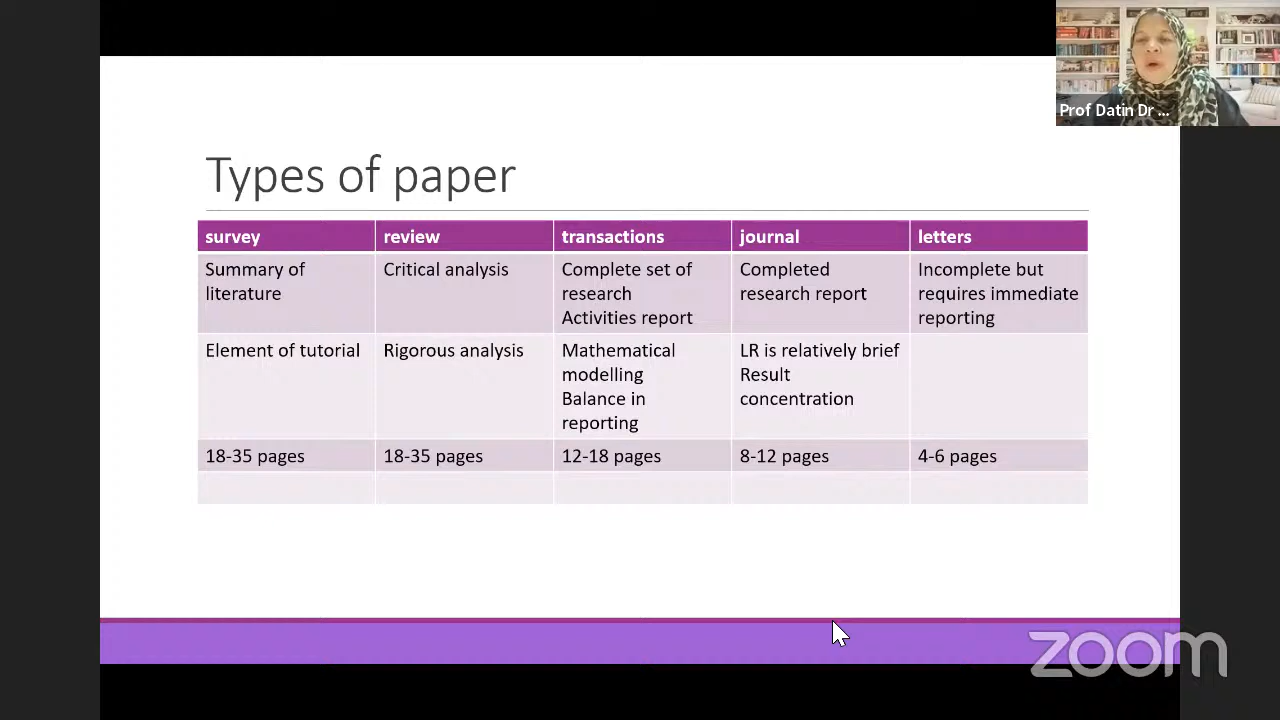 Prof Datin Dr ...
Types of paper
survey
review
transactions
journal
letters
Summary of
literature
Critical analysis
Complete set of
research
Activities report
Completed
research report
Incomplete but
requires immediate
reporting
Element of tutorial
Rigorous analysis
Mathematical
modelling
Balance in
reporting
LR is relatively brief
Result
concentration
18-35 pages
18-35 pages
12-18 pages
8-12 pages
4-6 pages
zoom